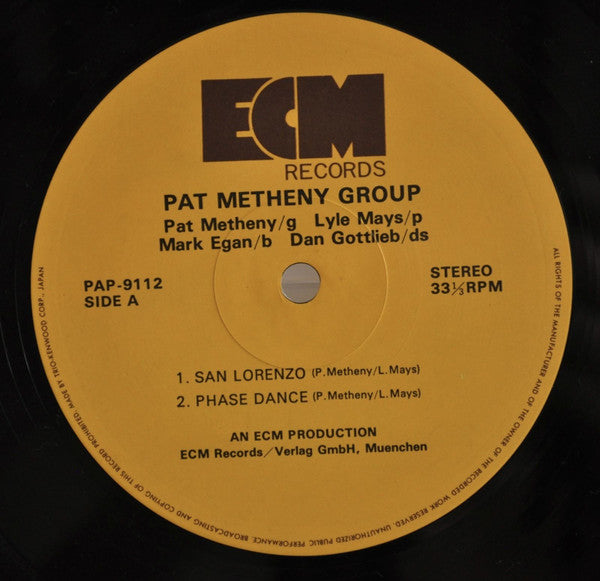 ECM
RECORDS
PAT METHENY GROUP
Pat Metheny/g Lyle Mays/p
Mark Egan/b Dan Gottlieb/ds
PAP-9112
SIDE A
STEREO
33⅓RPM
1. SAN LORENZO (P.Metheny/L.Mays)
2. PHASE DANCE (P.Metheny/L.Mays)
AN ECM PRODUCTION
ECM Records/Verlag GmbH, Muenchen
ALL RIGHTS OF THE MANUFACTURER AND OF THE OWNER OF THE RECORDED WORK RESERVED. UNAUTHORIZED PUBLIC PERFORMANCE, BROADCASTING AND COPYING OF THIS RECORD PROHIBITED. MADE BY TRIO-KENWOOD CORP., JAPAN